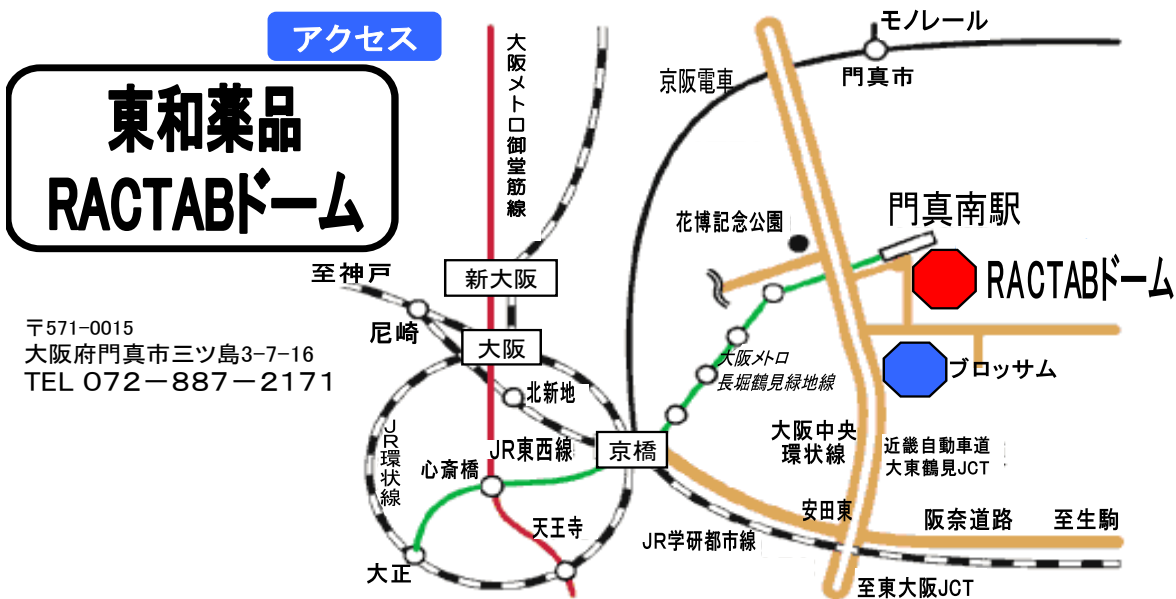 アクセス
東和薬品
RACTABドーム
〒571-0015
大阪府門真市三ツ島3-7-16
TEL 072－887－2171
大阪メトロ御堂筋線
新大阪
至神戸
尼崎
大阪
北新地
JR環状線
JR東西線
京橋
心斎橋
天王寺
大正
モノレール
京阪電車
門真市
花博記念公園
門真南駅
RACTABドーム
ブロッサム
大阪メトロ
長堀鶴見緑地線
大阪中央
環状線
近畿自動車道
大東鶴見JCT
安田東
阪奈道路
至生駒
JR学研都市線
至東大阪JCT